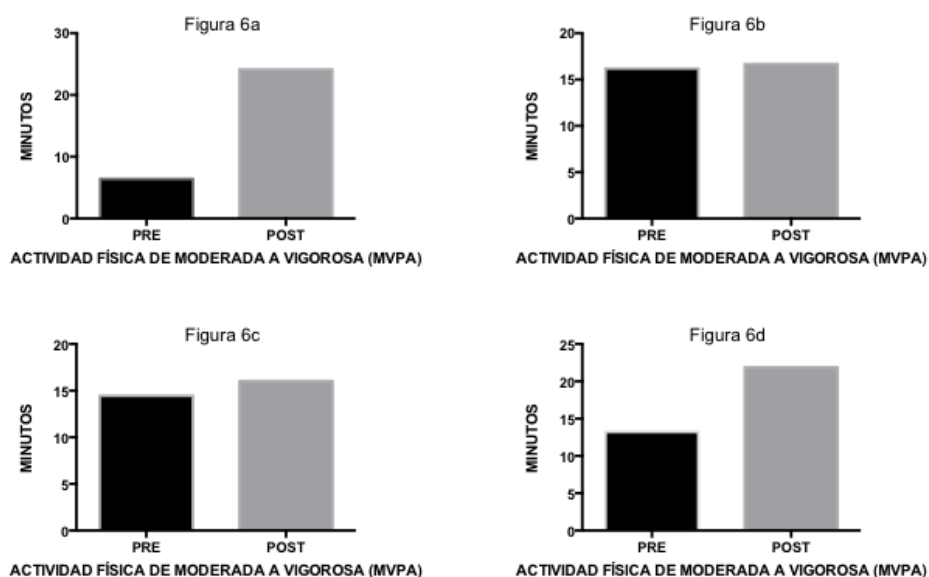 Figura 6a
30
20
10
0
MINUTOS
PRE
POST
ACTIVIDAD FÍSICA DE MODERADA A VIGOROSA (MVPA)
Figura 6b
20
15
10
5
0
MINUTOS
PRE
POST
ACTIVIDAD FÍSICA DE MODERADA A VIGOROSA (MVPA)
Figura 6c
20
15
10
5
0
MINUTOS
PRE
POST
ACTIVIDAD FÍSICA DE MODERADA A VIGOROSA (MVPA)
Figura 6d
25
20
15
10
5
0
MINUTOS
PRE
POST
ACTIVIDAD FÍSICA DE MODERADA A VIGOROSA (MVPA)